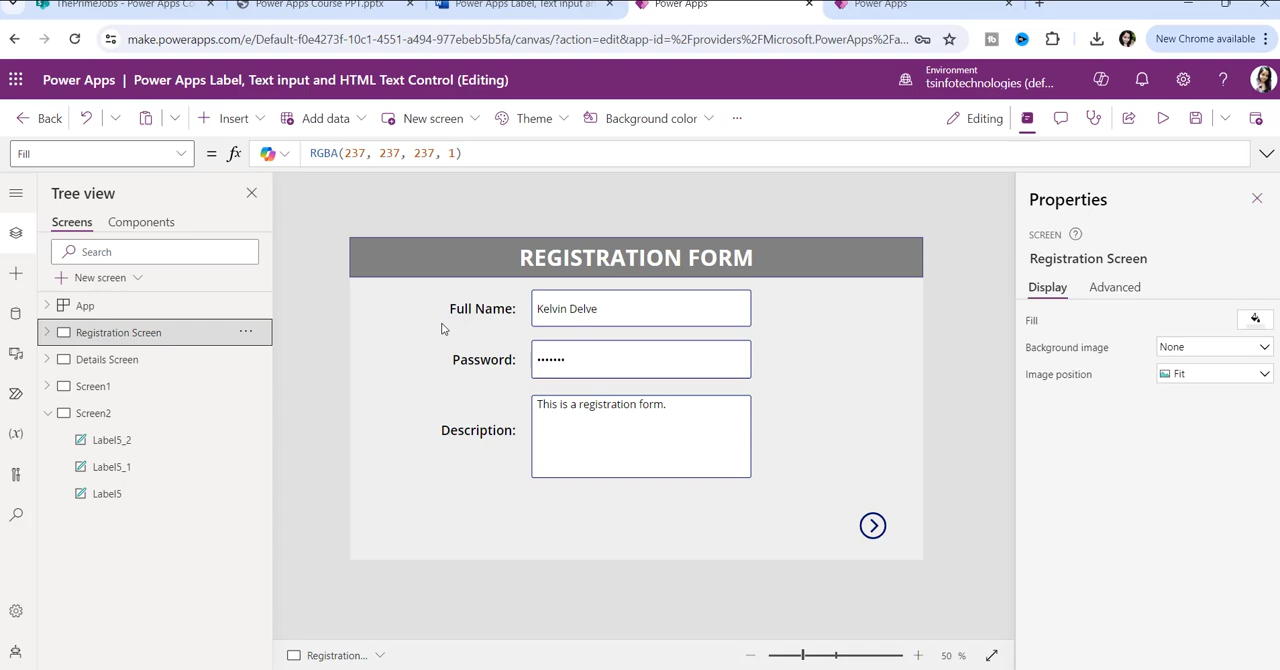 ThePrimeJobs - Power Apps Co
Power Apps Course PPT.pptx
Power Apps Label, Text input an
Power Apps
Power Apps
make.powerapps.com/e/Default-f0e4273f-10c1-4551-a494-977ebeb5b5fa/canvas/?action=edit&app-id=%2Fproviders%2FMicrosoft.PowerApps%2Fa...
New Chrome available
Power Apps | Power Apps Label, Text input and HTML Text Control (Editing)
Environment
tsinfotechnologies (def...
Back
Insert
Add data
New screen
Theme
Background color
Editing
Fill
= fx
RGBA(237, 237, 237, 1)
Tree view
Screens
Components
Search
New screen
App
Registration Screen
Details Screen
Screen1
Screen2
Label5_2
Label5_1
Label5
REGISTRATION FORM
Full Name:
Kelvin Delve
Password:
•••••••
Description:
This is a registration form.
Properties
SCREEN
Registration Screen
Display
Advanced
Fill
Background image
None
Image position
Fit
Registration...
50 %